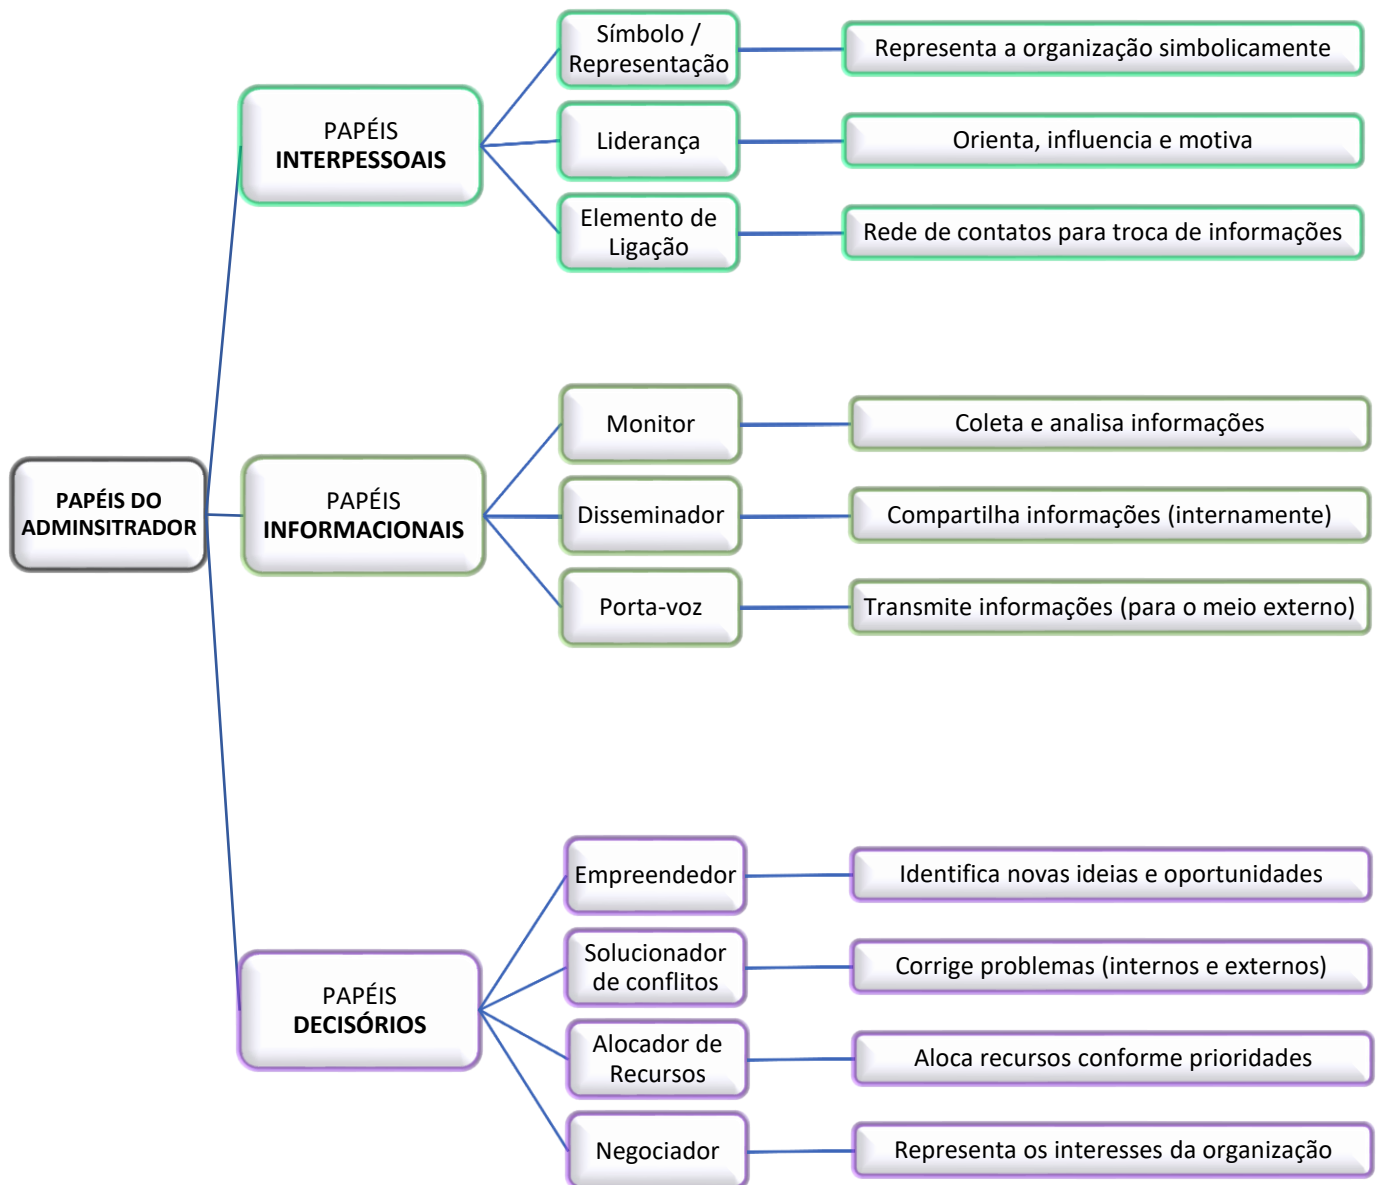 PAPÉIS DO
ADMINSITRADOR
PAPÉIS
INTERPESSOAIS
Símbolo /
Representação
Representa a organização simbolicamente
Liderança
Orienta, influencia e motiva
Elemento de
Ligação
Rede de contatos para troca de informações
PAPÉIS
INFORMACIONAIS
Monitor
Coleta e analisa informações
Disseminador
Compartilha informações (internamente)
Porta-voz
Transmite informações (para o meio externo)
PAPÉIS
DECISÓRIOS
Empreendedor
Identifica novas ideias e oportunidades
Solucionador
de conflitos
Corrige problemas (internos e externos)
Alocador de
Recursos
Aloca recursos conforme prioridades
Negociador
Representa os interesses da organização